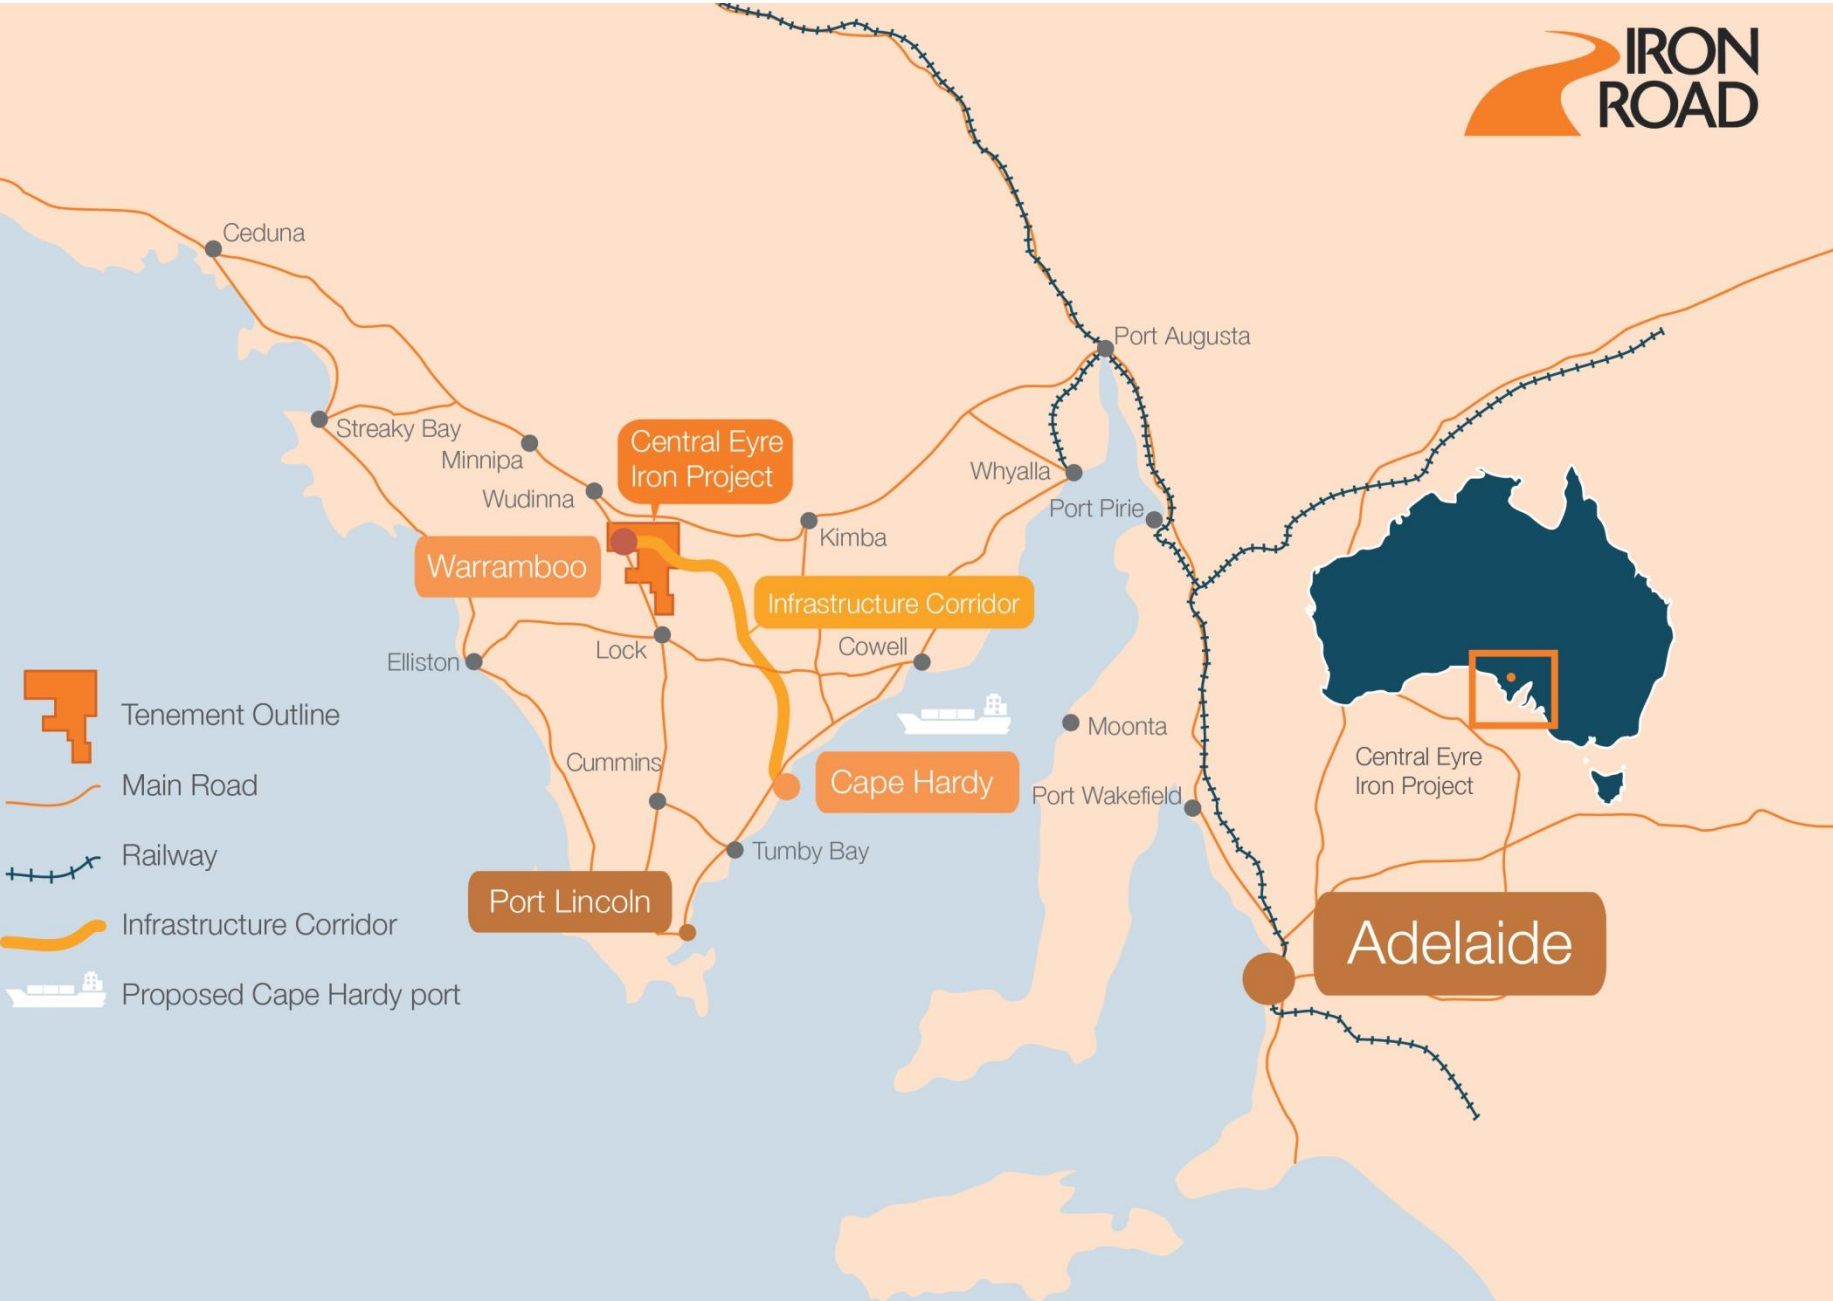 IRON
ROAD
Ceduna
Port Augusta
Streaky Bay
Minnipa
Central Eyre
Iron Project
Whyalla
Wudinna
Port Pirie
Kimba
Warramboo
Infrastructure Corridor
Lock
Cowell
Elliston
Tenement Outline
Moonta
Central Eyre
Iron Project
Cummins
Cape Hardy
Main Road
Port Wakefield
Railway
Tumby Bay
Port Lincoln
Infrastructure Corridor
Adelaide
Proposed Cape Hardy port